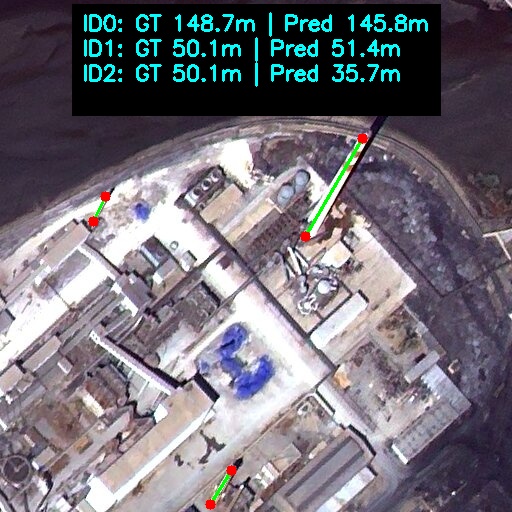 ID0: GT 148.7m | Pred 145.8m
ID1: GT 50.1m | Pred 51.4m
ID2: GT 50.1m | Pred 35.7m